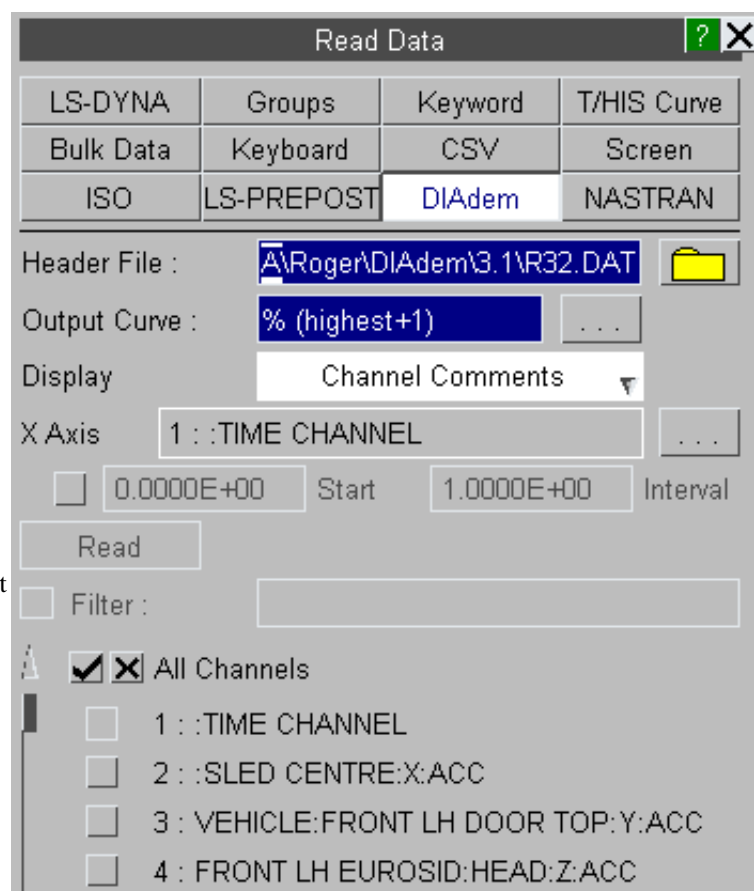 Read Data ? X
LS-DYNA Groups Keyword T/HIS Curve
Bulk Data Keyboard CSV Screen
ISO LS-PREPOST DIAdem NASTRAN
Header File : A\Roger\DIAdem\3.1\R32.DAT
Output Curve : % (highest+1) . . .
Display Channel Comments
X Axis 1 : :TIME CHANNEL . . .
0.0000E+00 Start 1.0000E+00 Interval
Read
t
Filter :
All Channels
1 : :TIME CHANNEL
2 : :SLED CENTRE:X:ACC
3 : VEHICLE:FRONT LH DOOR TOP:Y:ACC
4 : FRONT LH EUROSID:HEAD:Z:ACC